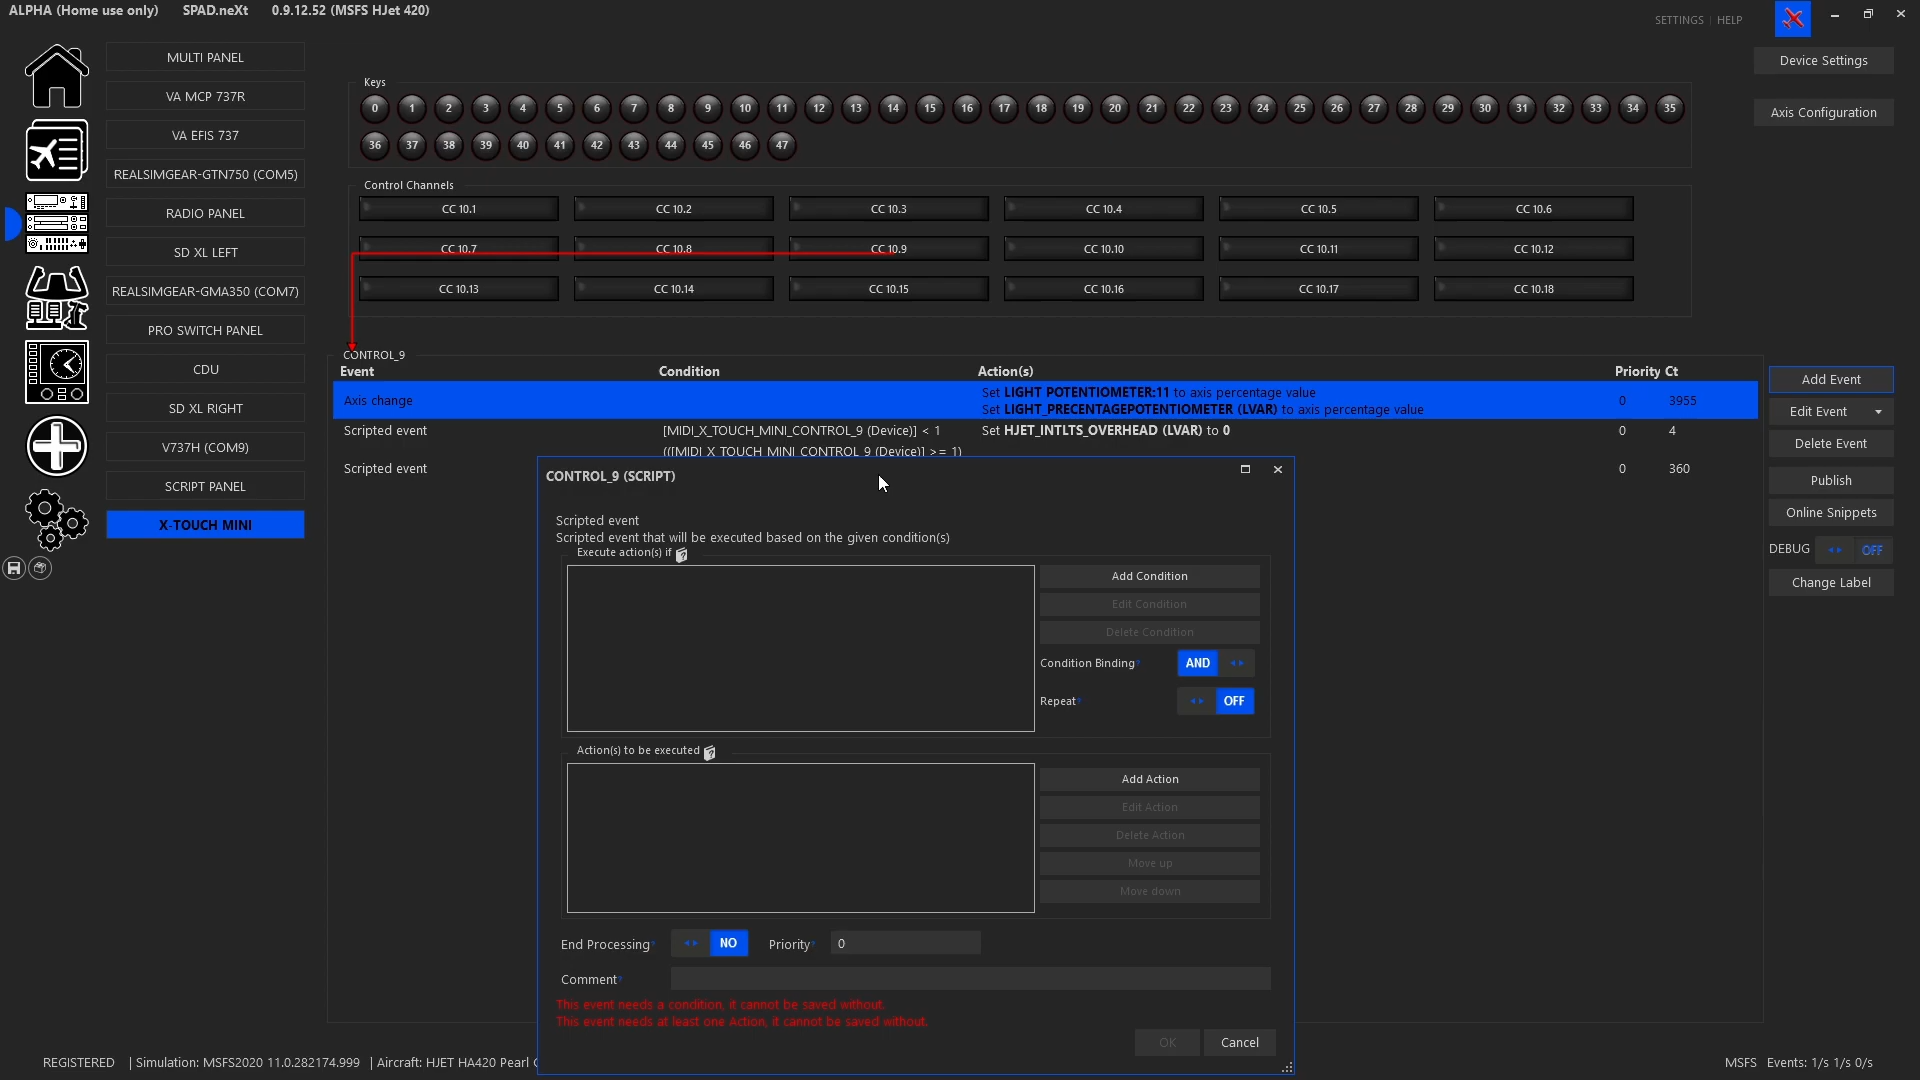 ALPHA (Home use only) SPAD.neXt 0.9.12.52 (MSFS HJet 420)
SETTINGS | HELP
MULTI PANEL
VA MCP 737R
VA EFIS 737
REALSIMGEAR-GTN750 (COM5)
RADIO PANEL
SD XL LEFT
REALSIMGEAR-GMA350 (COM7)
PRO SWITCH PANEL
CDU
SD XL RIGHT
V737H (COM9)
SCRIPT PANEL
X-TOUCH MINI
Keys
0 1 2 3 4 5 6 7 8 9 10 11 12 13 14 15 16 17 18 19 20 21 22 23 24 25 26 27 28 29 30 31 32 33 34 35
36 37 38 39 40 41 42 43 44 45 46 47
Control Channels
CC 10.1 CC 10.2 CC 10.3 CC 10.4 CC 10.5 CC 10.6
CC 10.7 CC 10.8 CC 10.9 CC 10.10 CC 10.11 CC 10.12
CC 10.13 CC 10.14 CC 10.15 CC 10.16 CC 10.17 CC 10.18
Device Settings
Axis Configuration
CONTROL_9
Event Condition Action(s) Priority Ct
Axis change Set LIGHT POTENTIOMETER:11 to axis percentage value 0 3955
Set LIGHT_PRECENTAGEPOTENTIOMETER (LVAR) to axis percentage value
Scripted event [MIDI_X_TOUCH_MINI_CONTROL_9 (Device)] < 1 Set HJET_INTLTS_OVERHEAD (LVAR) to 0 0 4
(([MIDI_X_TOUCH_MINI_CONTROL_9 (Device)] >= 1)
Scripted event 0 360
Add Event
Edit Event
Delete Event
Publish
Online Snippets
DEBUG OFF
Change Label
CONTROL_9 (SCRIPT)
Scripted event
Scripted event that will be executed based on the given condition(s)
Execute action(s) if
Add Condition
Edit Condition
Delete Condition
Condition Binding? AND
Repeat? OFF
Action(s) to be executed
Add Action
Edit Action
Delete Action
Move up
Move down
End Processing? NO Priority? 0
Comment?
This event needs a condition, it cannot be saved without.
This event needs at least one Action, it cannot be saved without.
OK Cancel
REGISTERED | Simulation: MSFS2020 11.0.282174.999 | Aircraft: HJET HA420 Pearl
MSFS Events: 1/s 1/s 0/s